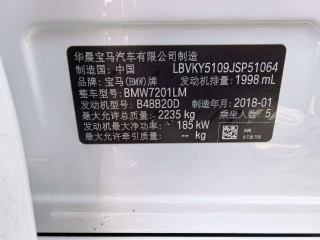 华晨宝马汽车有限公司制造
制造国：中国 LBVKY5109JSP51064
品牌：宝马(BMW)牌 发动机排量：1998 mL
整车型号：BMW7201LM
发动机型号：B48B20D 制造年月：2018-01
最大允许总质量：2235 kg 乘坐人数：5
发动机最大净功率：185 kW
最大允许牵引质量：-- kg